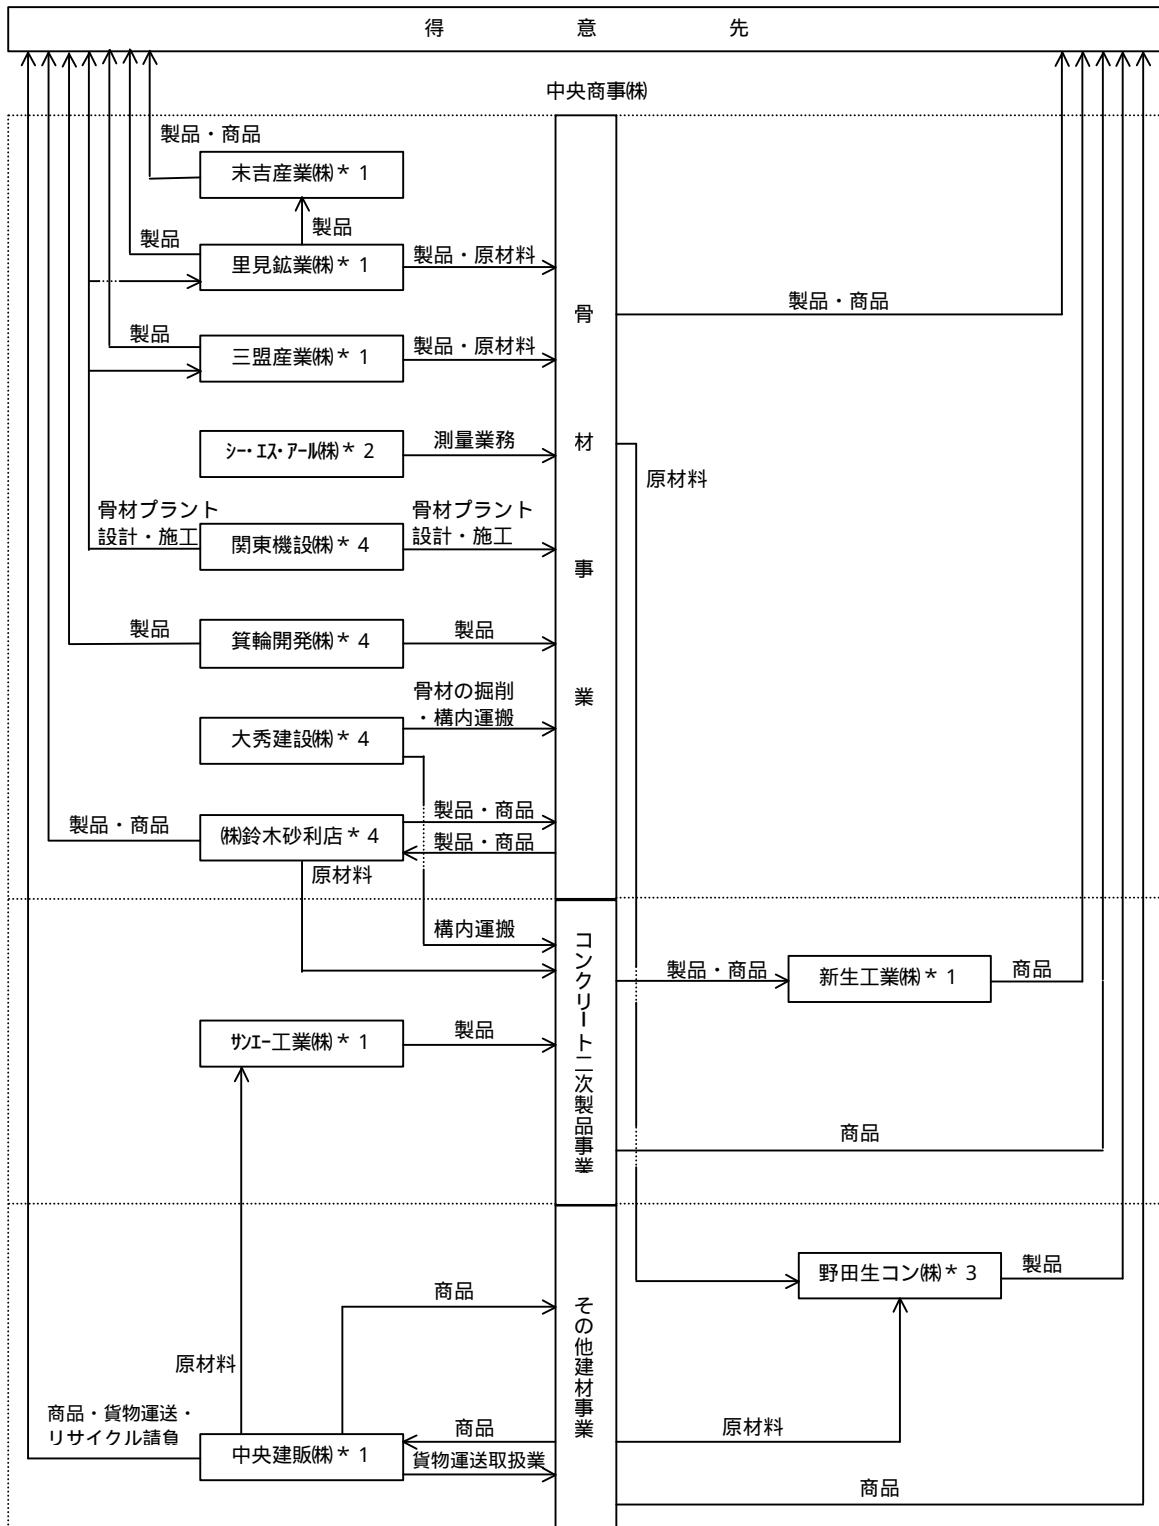 得意先
中央商事㈱
製品・商品
末吉産業㈱＊1
製品
製品
里見鉱業㈱＊1
製品・原材料
製品・商品
製品
三盟産業㈱＊1
製品・原材料
シー・エス・アール㈱＊2
測量業務
原材料
骨材プラント
設計・施工
関東機設㈱＊4
骨材プラント
設計・施工
製品
箕輪開発㈱＊4
製品
骨材の掘削
・構内運搬
大秀建設㈱＊4
製品・商品
㈱鈴木砂利店＊4
製品・商品
製品・商品
原材料
骨材事業
構内運搬
製品・商品
新生工業㈱＊1
商品
サンエー工業㈱＊1
製品
コンクリート二次製品事業
商品
野田生コン㈱＊3
製品
商品
その他建材事業
原材料
商品・貨物運送・
リサイクル請負
中央建販㈱＊1
商品
貨物運送取扱業
原材料
商品